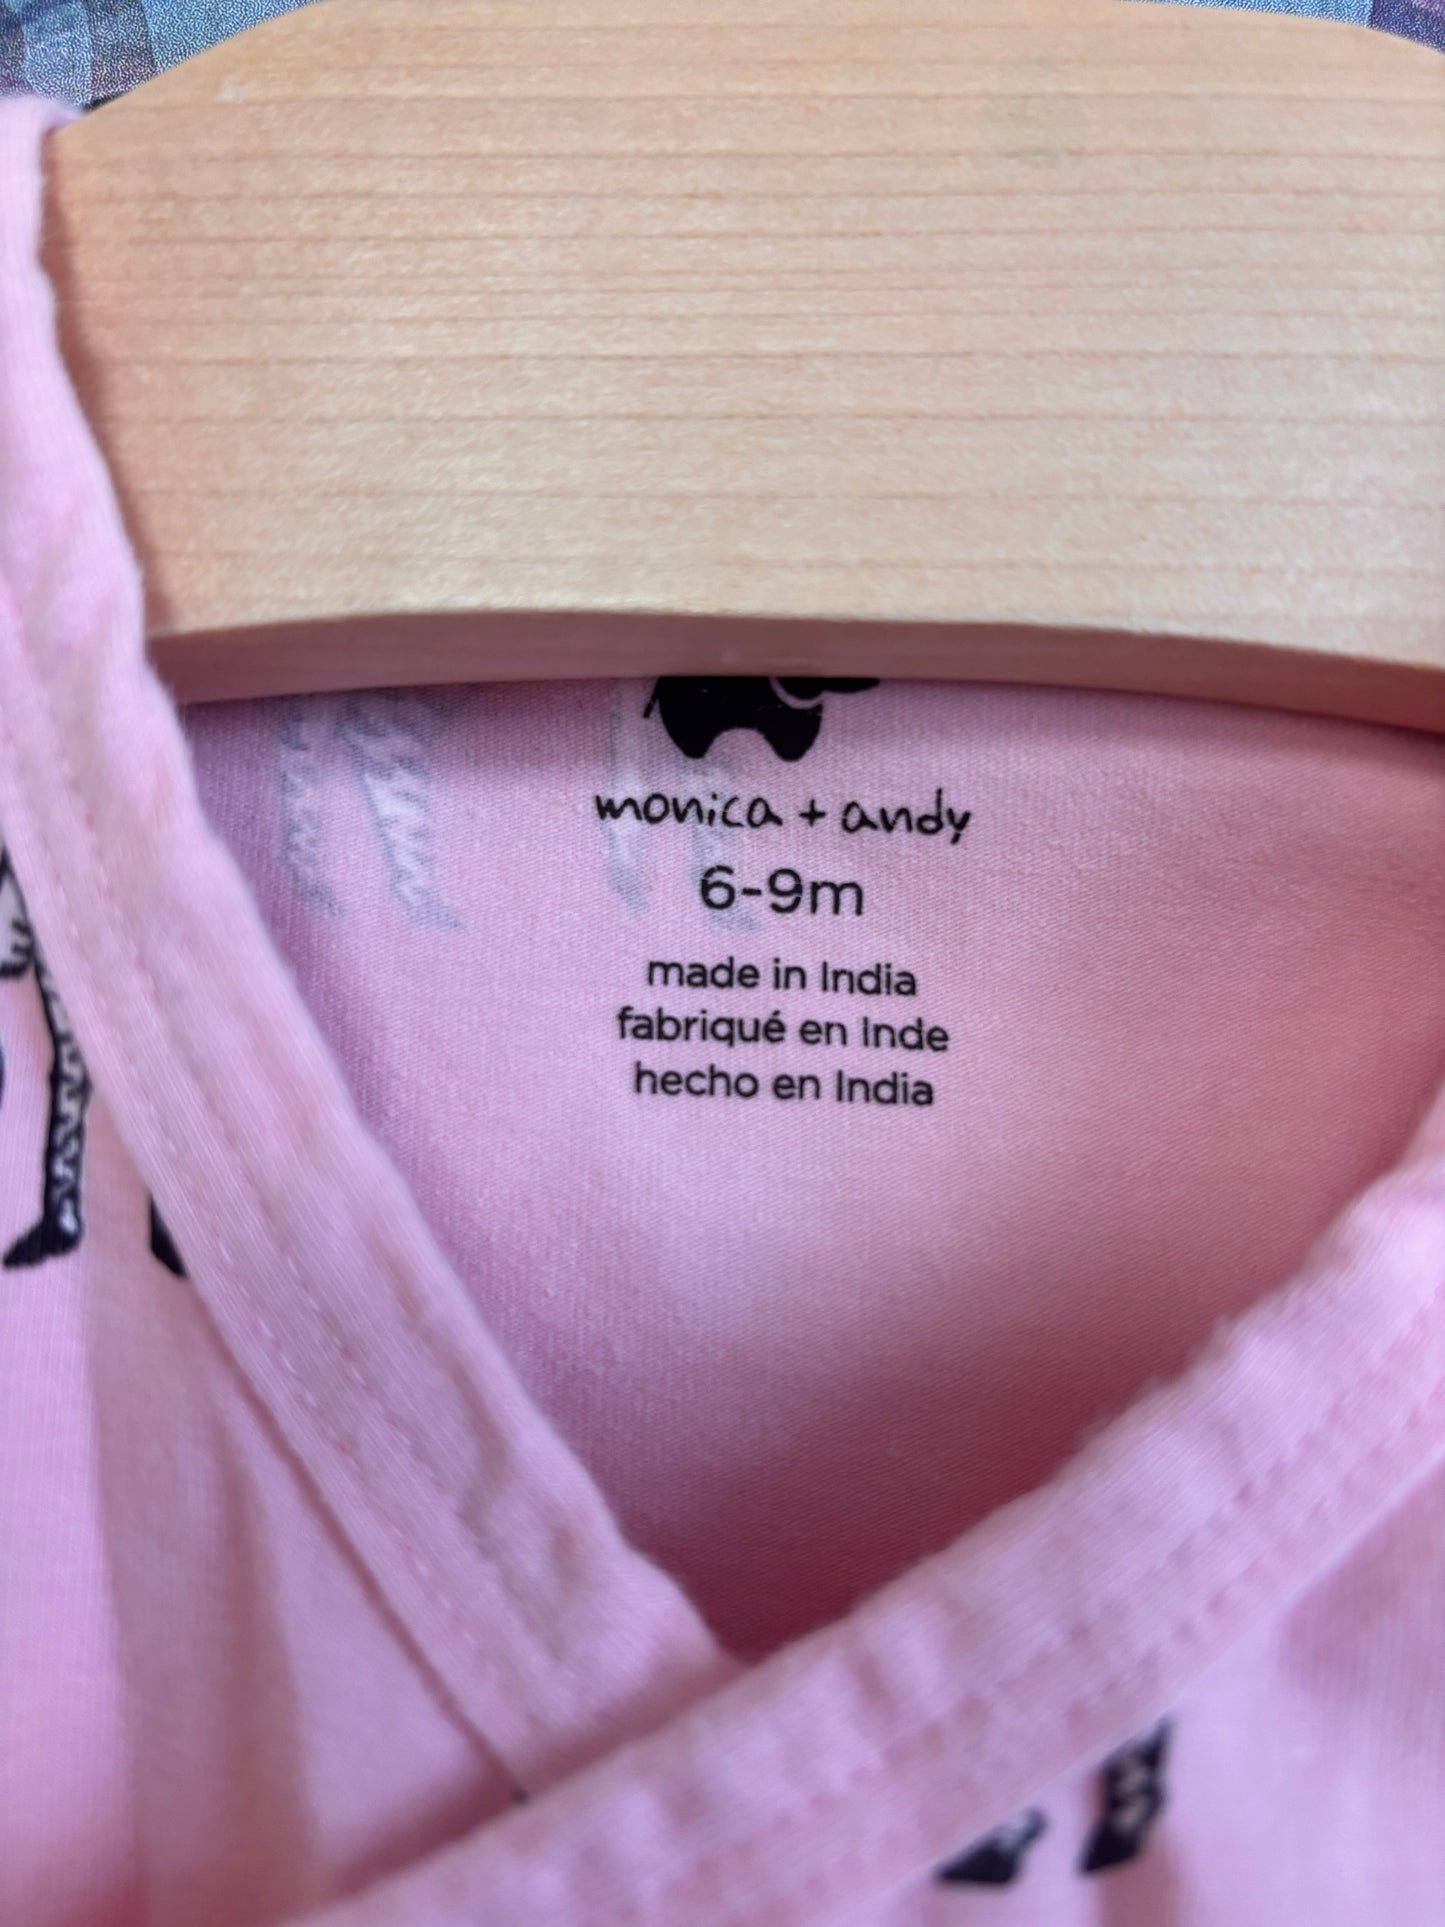 monica + andy
6-9m
made in India
fabriqué en Inde
hecho en India